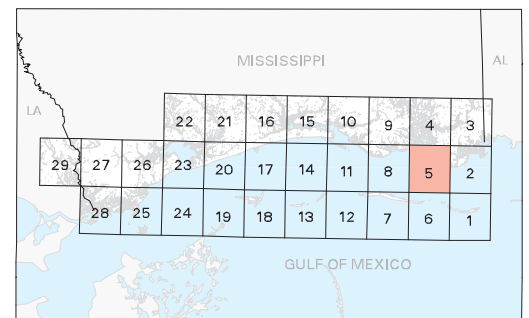 MISSISSIPPI
AL
LA
22 21 16 15 10 9 4 3
29 27 26 23 20 17 14 11 8 5 2
28 25 24 19 18 13 12 7 6 1
GULF OF MEXICO